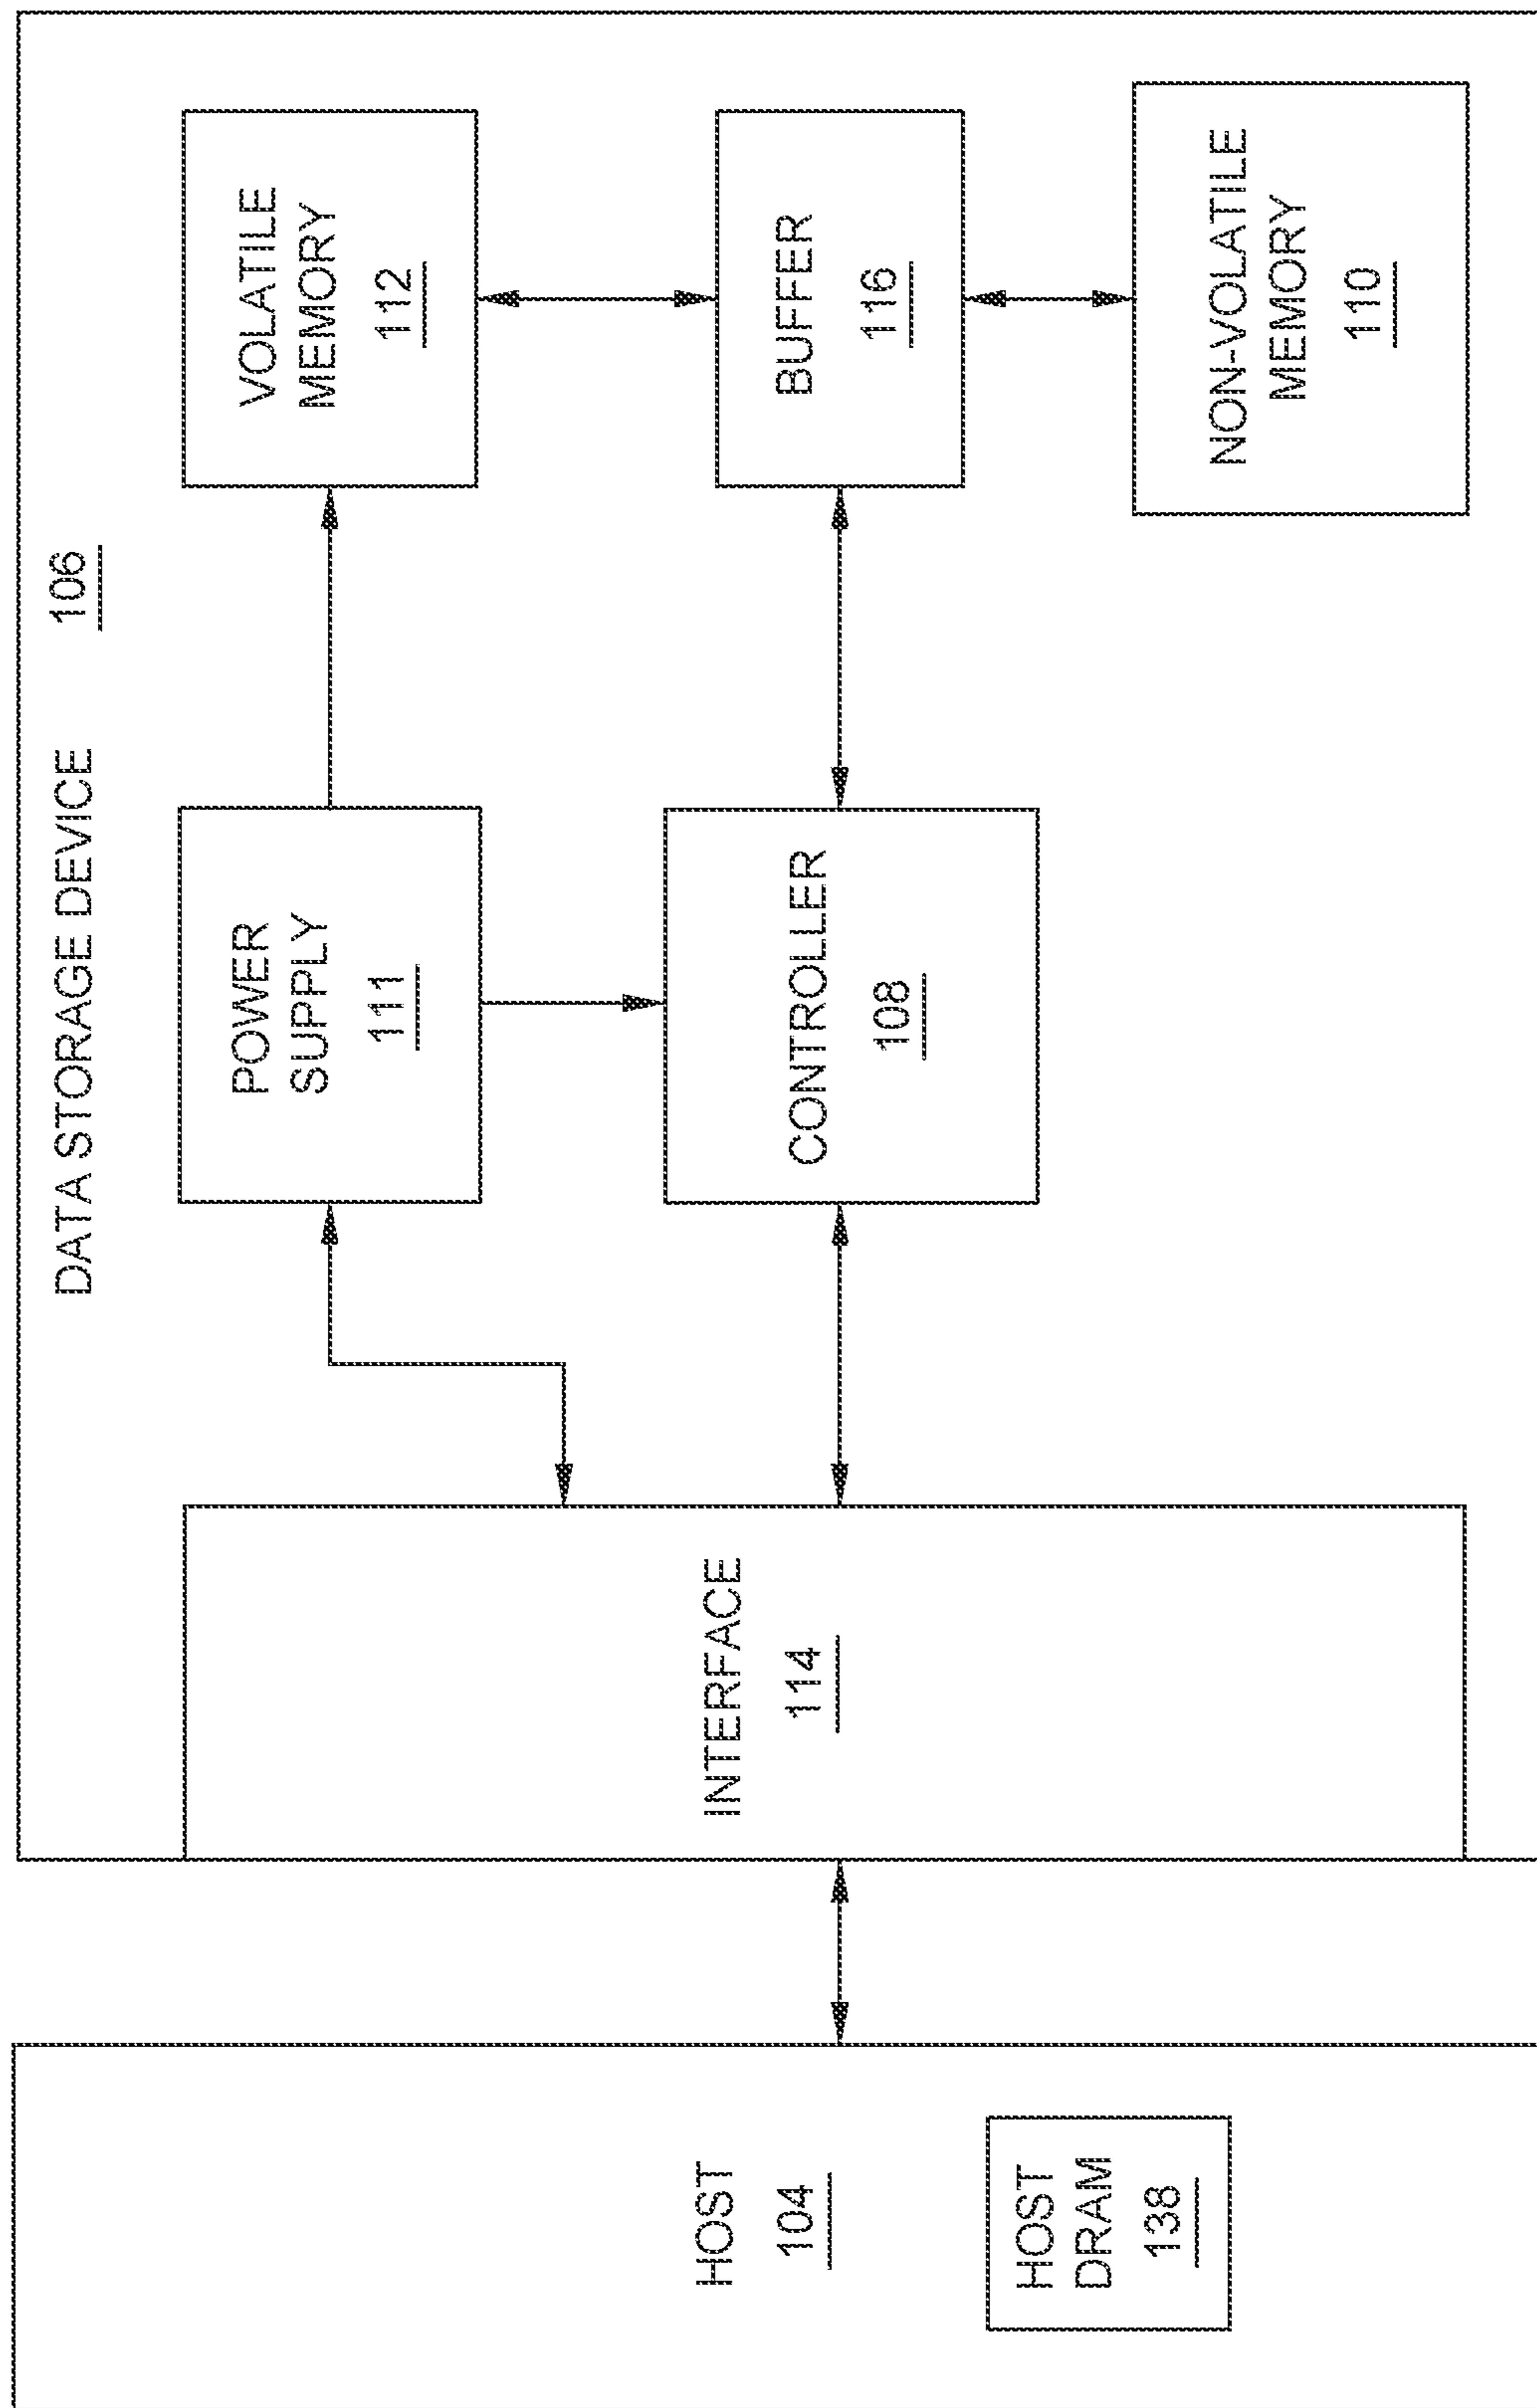 DATA STORAGE DEVICE
106
HOST
104
HOST
DRAM
138
INTERFACE
114
POWER
SUPPLY
111
CONTROLLER
108
VOLATILE
MEMORY
112
BUFFER
116
NON-VOLATILE
MEMORY
110